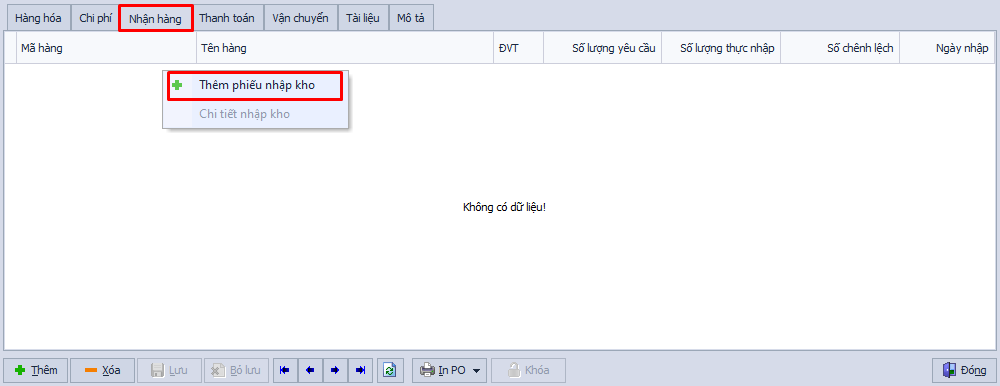 Hàng hóa Chi phí Nhận hàng Thanh toán Vận chuyển Tài liệu Mô tả
Mã hàng Tên hàng ĐVT Số lượng yêu cầu Số lượng thực nhập Số chênh lệch Ngày nhập
Thêm phiếu nhập kho
Chi tiết nhập kho
Không có dữ liệu!
Thêm Xóa Lưu Bỏ lưu In PO Khóa Đóng